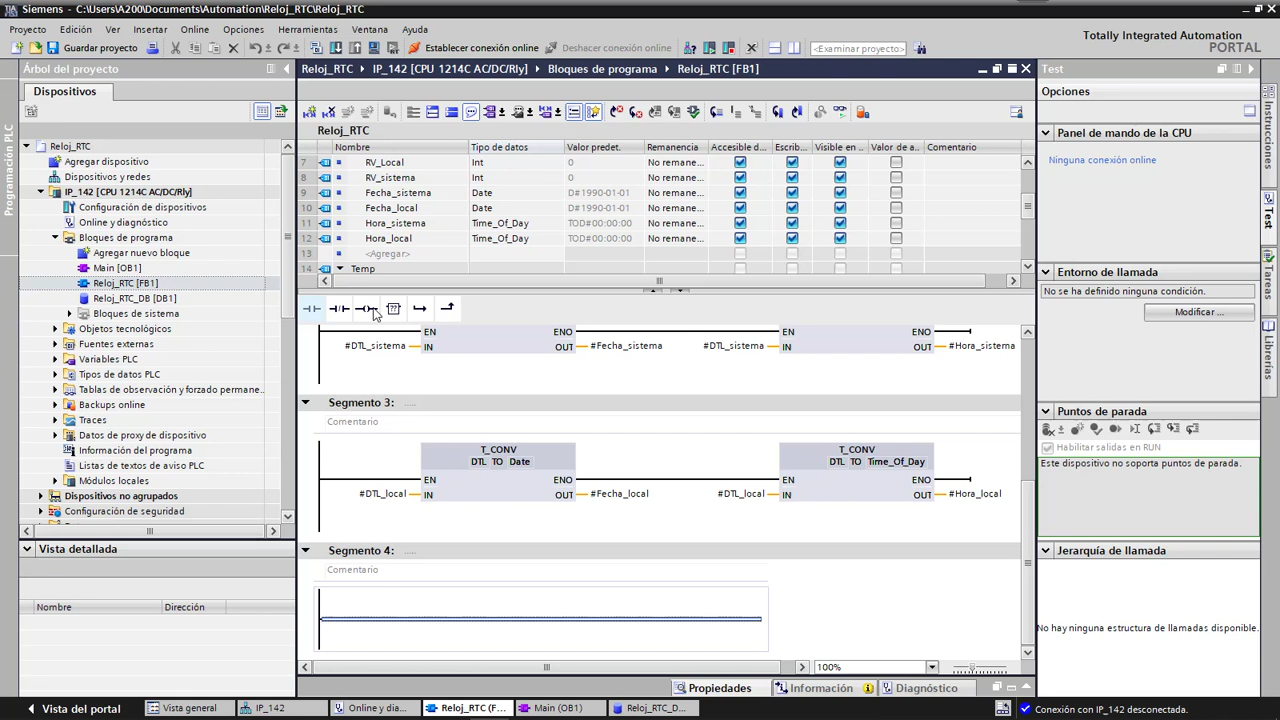 Siemens - C:\Users\A200\Documents\Automation\Reloj_RTC\Reloj_RTC
Proyecto Edición Ver Insertar Online Opciones Herramientas Ventana Ayuda
Guardar proyecto
Establecer conexión online
Deshacer conexión online
<Examinar proyecto>
Totally Integrated Automation
PORTAL
Programación PLC
Árbol del proyecto
Dispositivos
Reloj_RTC
Agregar dispositivo
Dispositivos y redes
IP_142 [CPU 1214C AC/DC/Rly]
Configuración de dispositivos
Online y diagnóstico
Bloques de programa
Agregar nuevo bloque
Main [OB1]
Reloj_RTC [FB1]
Reloj_RTC_DB [DB1]
Bloques de sistema
Objetos tecnológicos
Fuentes externas
Variables PLC
Tipos de datos PLC
Tablas de observación y forzado permane...
Backups online
Traces
Datos de proxy de dispositivo
Información del programa
Listas de textos de aviso PLC
Módulos locales
Dispositivos no agrupados
Configuración de seguridad
Vista detallada
Nombre Dirección
Reloj_RTC IP_142 [CPU 1214C AC/DC/Rly] Bloques de programa Reloj_RTC [FB1]
Reloj_RTC
Nombre Tipo de datos Valor predet. Remanencia Accesible d... Escrib... Visible en .. Valor de a... Comentario
7 RV_Local Int 0 No remane...
8 RV_sistema Int 0 No remane...
9 Fecha_sistema Date D#1990-01-01 No remane...
10 Fecha_local Date D#1990-01-01 No remane...
11 Hora_sistema Time_Of_Day TOD#00:00:00 No remane...
12 Hora_local Time_Of_Day TOD#00:00:00 No remane...
13 <Agregar>
14 Temp
EN ENO EN ENO
#DTL_sistema IN OUT #Fecha_sistema #DTL_sistema IN OUT #Hora_sistema
Segmento 3: .....
Comentario
T_CONV T_CONV
DTL TO Date DTL TO Time_Of_Day
EN ENO EN ENO
#DTL_local IN OUT #Fecha_local #DTL_local IN OUT #Hora_local
Segmento 4: .....
Comentario
100%
Propiedades Información Diagnóstico
Test
Opciones
Panel de mando de la CPU
Ninguna conexión online
Entorno de llamada
No se ha definido ninguna condición.
Modificar ...
Puntos de parada
Habilitar salidas en RUN
Este dispositivo no soporta puntos de parada.
Jerarquía de llamada
No hay ninguna estructura de llamadas disponible.
Instrucciones
Test
Librerías
Vista del portal
Vista general
IP_142
Online y dia...
Reloj_RTC (F...
Main (OB1)
Reloj_RTC_D...
Conexión con IP_142 desconectada.